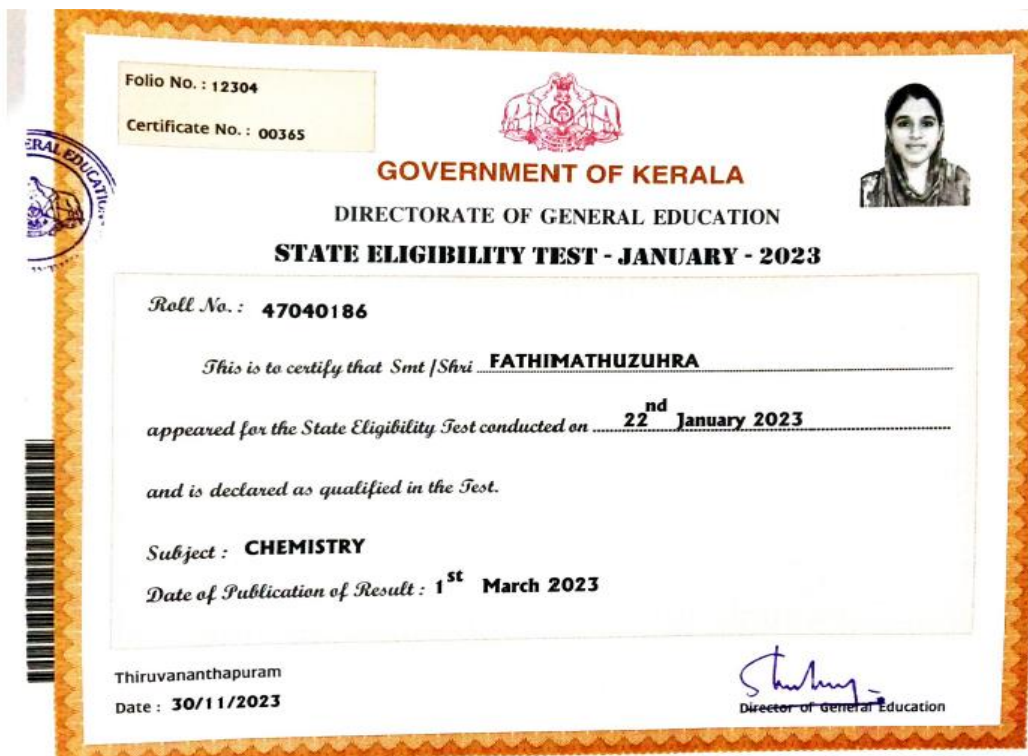 Folio No. : 12304
Certificate No. : 00365
GOVERNMENT OF KERALA
DIRECTORATE OF GENERAL EDUCATION
STATE ELIGIBILITY TEST - JANUARY - 2023
Roll No. : 47040186
This is to certify that Smt /Shri FATHIMATHUZUHRA
appeared for the State Eligibility Test conducted on 22nd January 2023
and is declared as qualified in the Test.
Subject : CHEMISTRY
Date of Publication of Result : 1st March 2023
Thiruvananthapuram
Date : 30/11/2023
Director of General Education